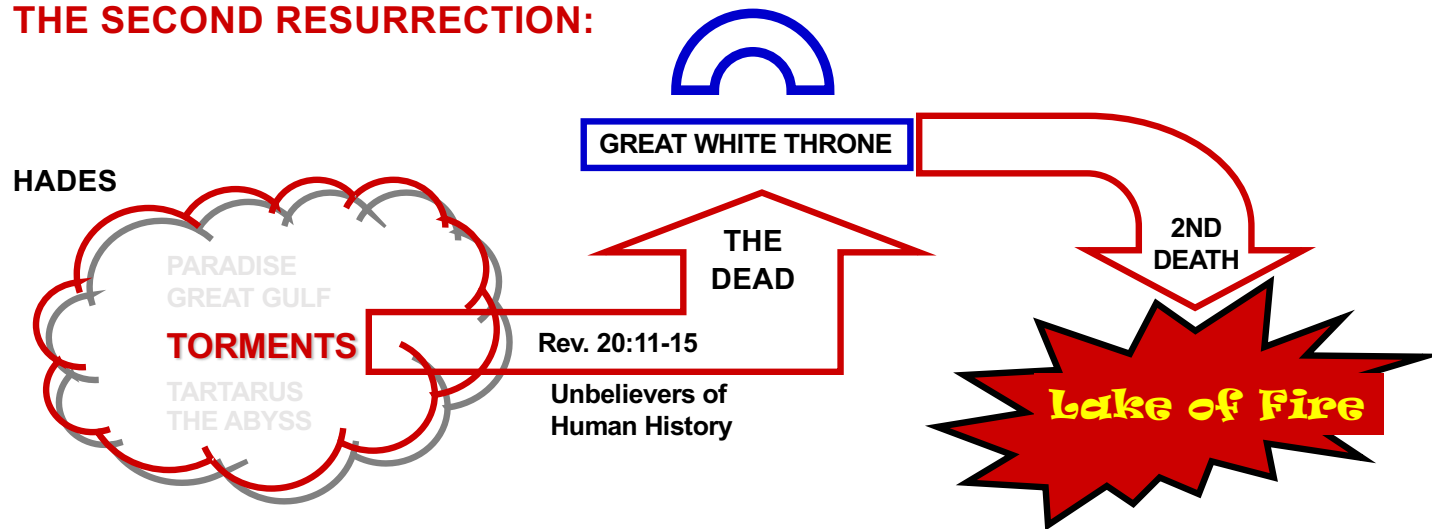 THE SECOND RESURRECTION:
GREAT WHITE THRONE
HADES
PARADISE
GREAT GULF
TORMENTS
TARTARUS
THE ABYSS
THE
DEAD
Rev. 20:11-15
Unbelievers of
Human History
2ND
DEATH
Lake of Fire